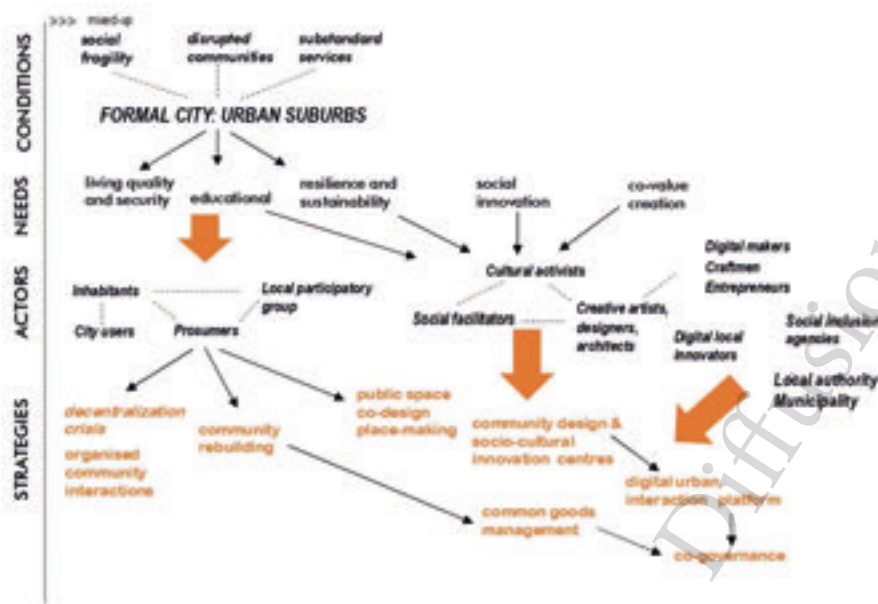 CONDITIONS
>>> mixed-up
social
fragility
disrupted
communities
substandard
services
FORMAL CITY: URBAN SUBURBS
NEEDS
living quality
and security
educational
resilience and
sustainability
social
innovation
co-value
creation
ACTORS
Inhabitants
Local participatory
group
City users
Prosumers
Cultural activists
Social facilitators
Creative artists,
designers,
architects
Digital makers
Craftmen
Entrepreneurs
Digital local
innovators
Social inclusion
agencies
Local authority
Municipality
STRATEGIES
decentralization
crisis
organised
community
interactions
community
rebuilding
public space
co-design
place-making
community design &
socio-cultural
innovation centres
digital urban
interaction platform
common goods
management
co-governance
Diffusion